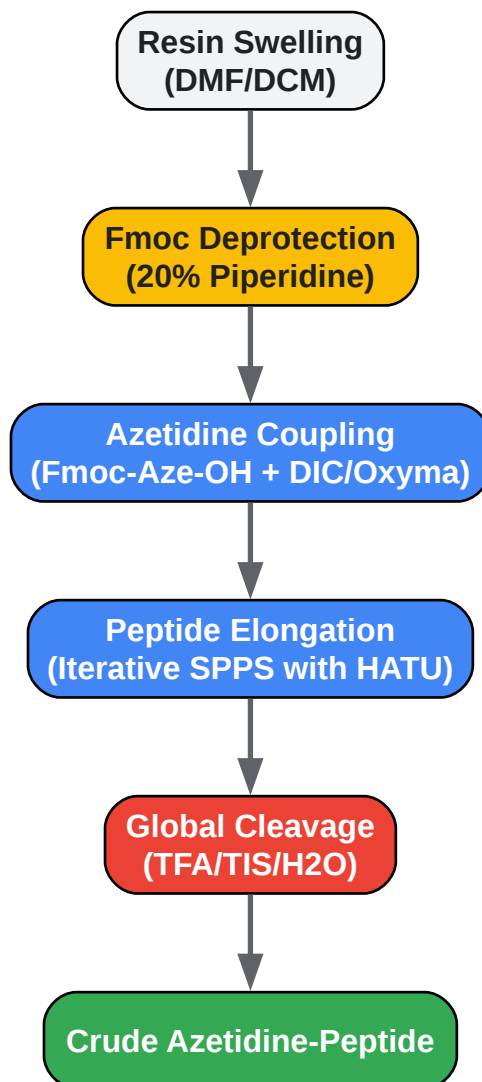 Resin Swelling
(DMF/DCM)
Fmoc Deprotection
(20% Piperidine)
Azetidine Coupling
(Fmoc-Aze-OH + DIC/Oxyma)
Peptide Elongation
(Iterative SPPS with HATU)
Global Cleavage
(TFA/TIS/H2O)
Crude Azetidine-Peptide